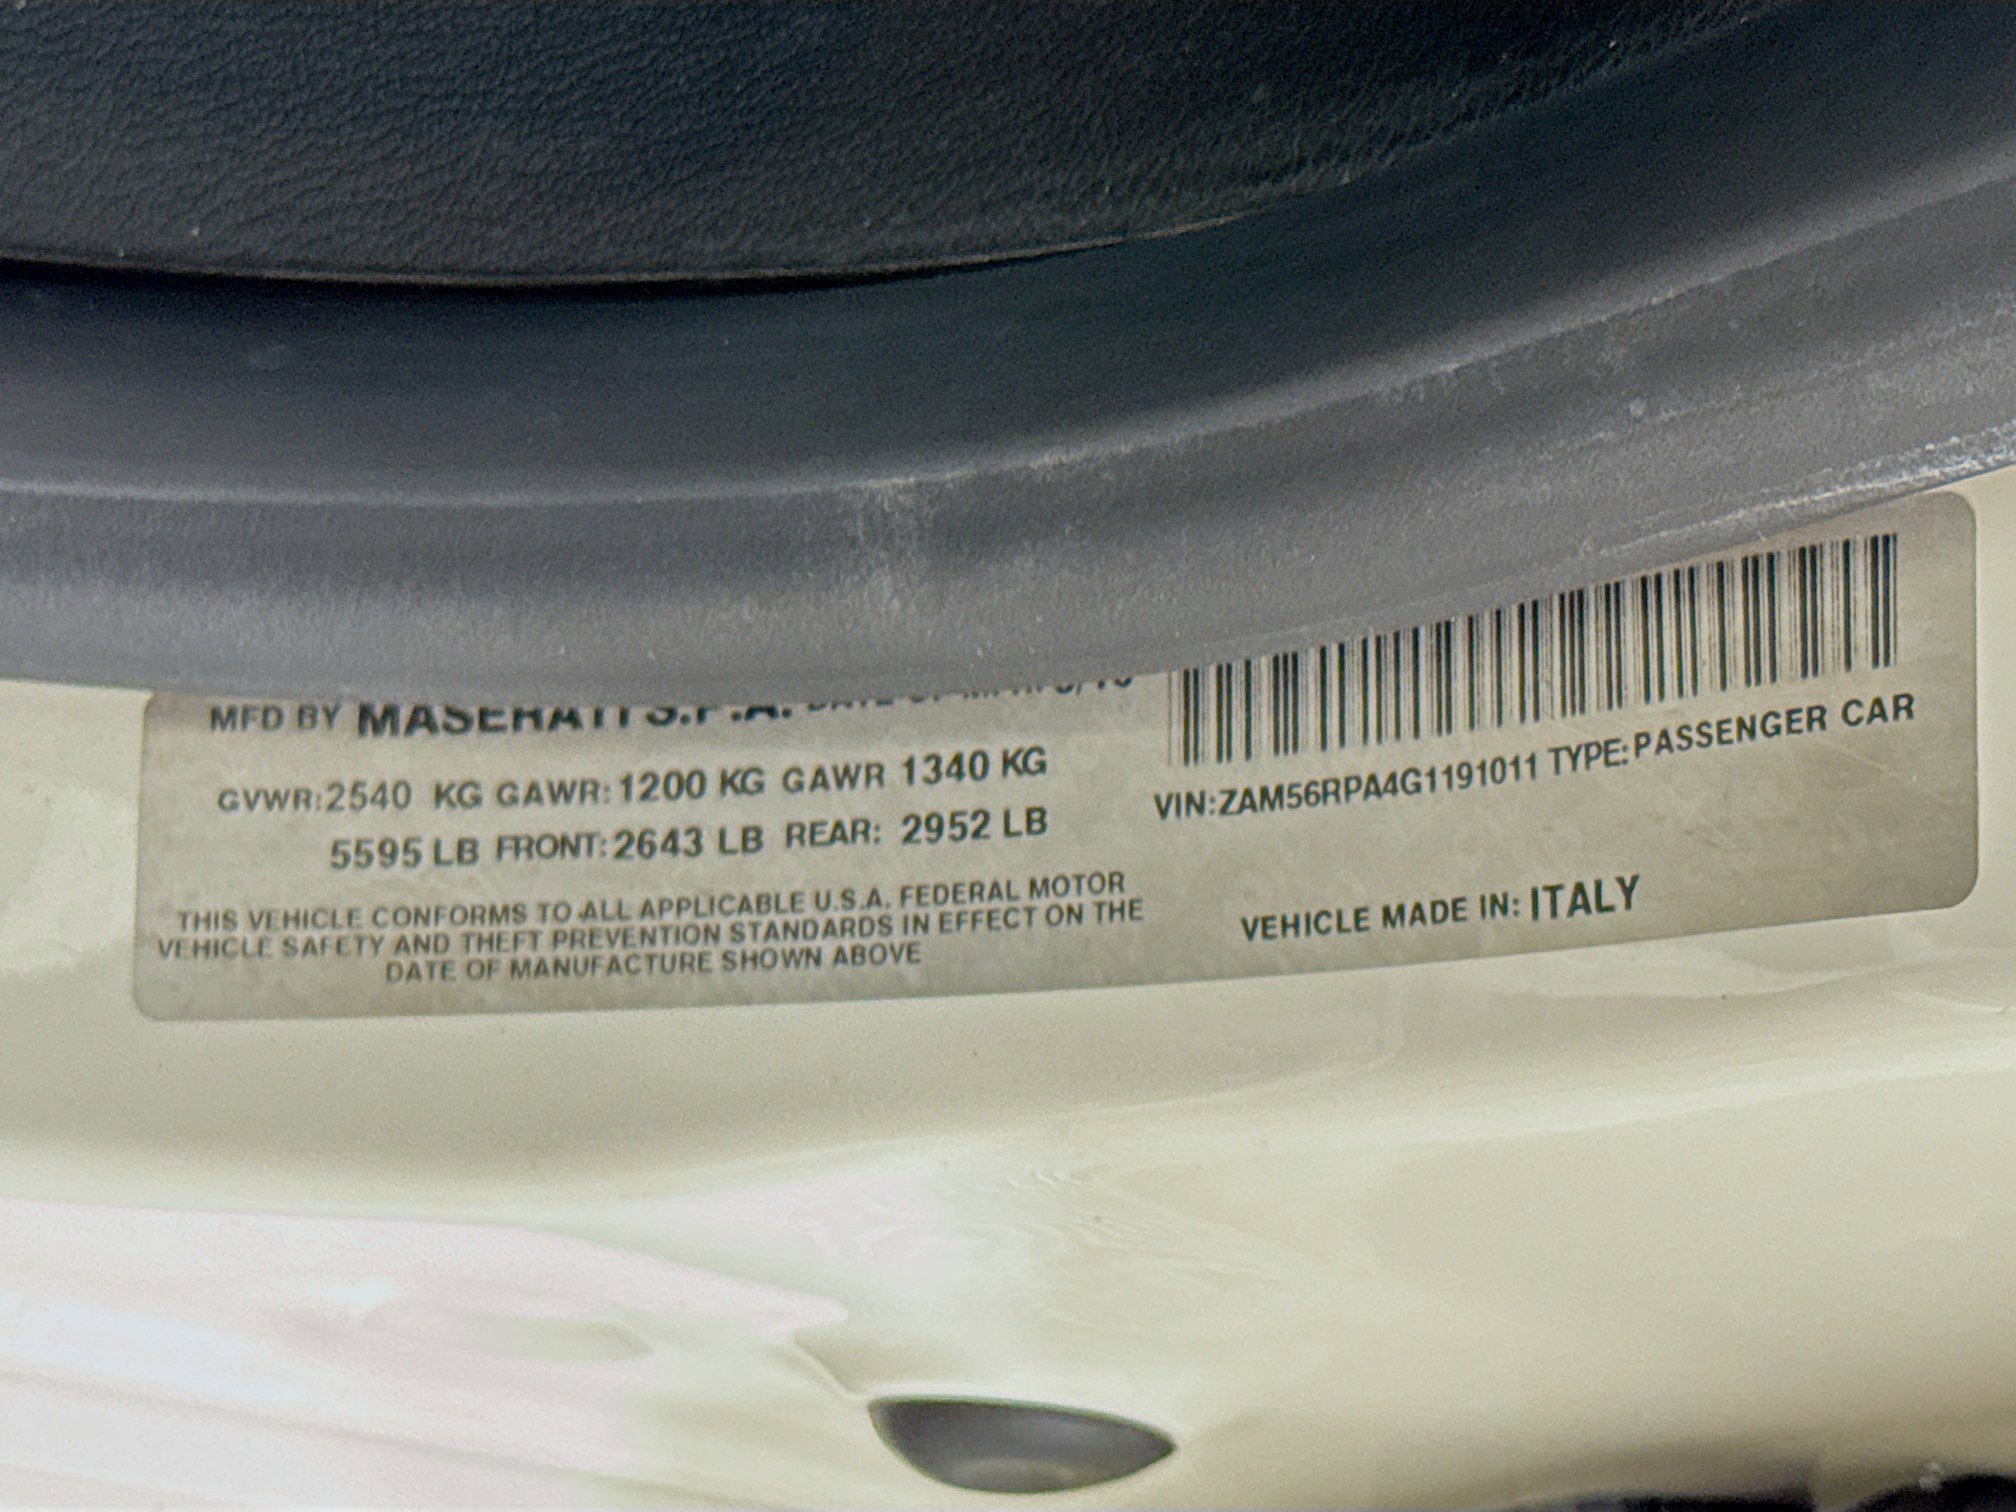 MFD BY MASERATI S.P.A. DATE OF
GVWR:2540 KG GAWR:1200 KG GAWR 1340 KG
5595 LB FRONT:2643 LB REAR: 2952 LB
THIS VEHICLE CONFORMS TO ALL APPLICABLE U.S.A. FEDERAL MOTOR
VEHICLE SAFETY AND THEFT PREVENTION STANDARDS IN EFFECT ON THE
DATE OF MANUFACTURE SHOWN ABOVE
VIN:ZAM56RPA4G1191011 TYPE:PASSENGER CAR
VEHICLE MADE IN: ITALY